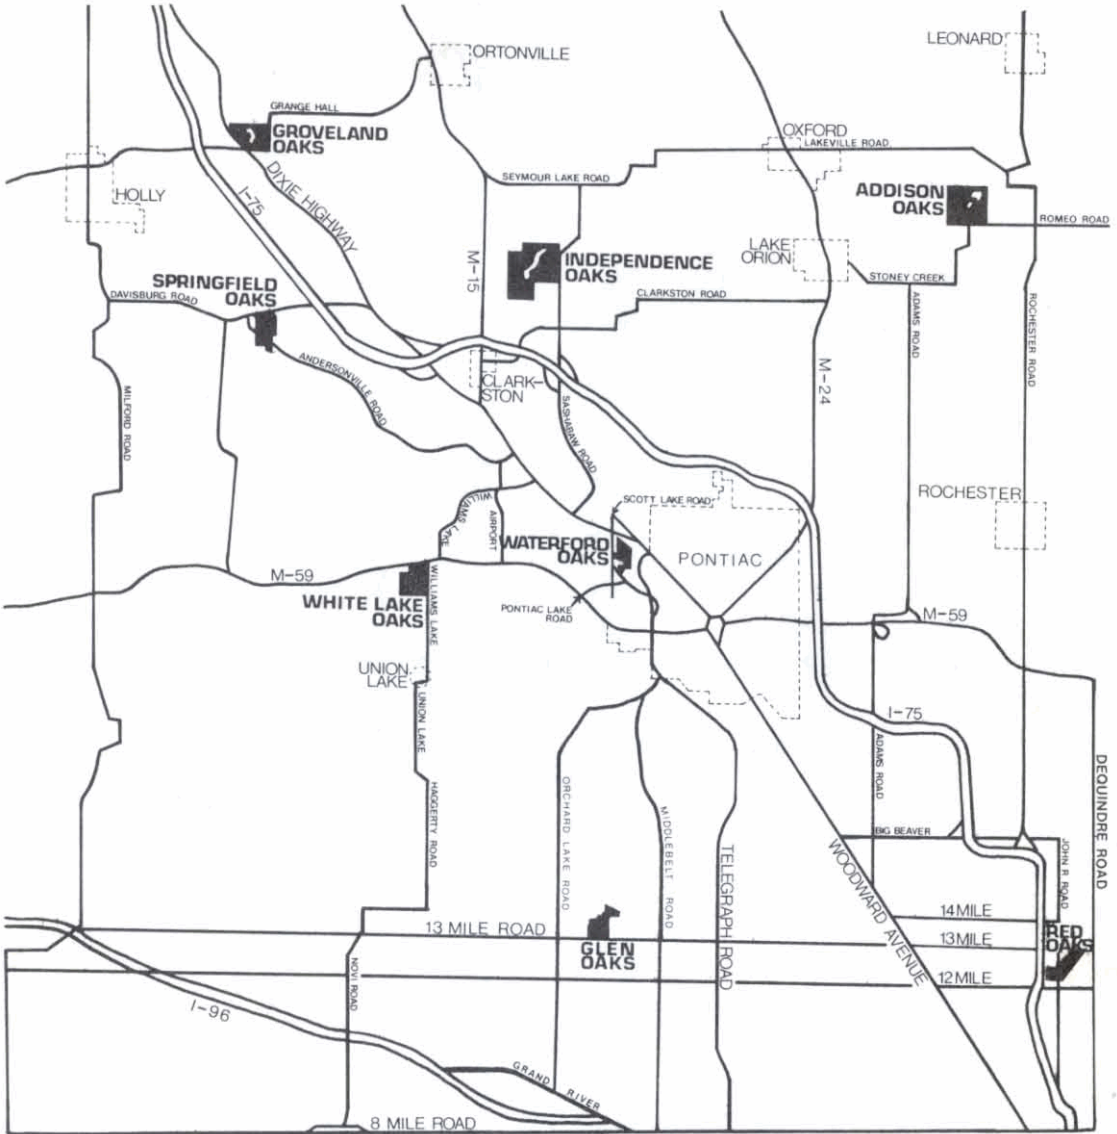 ORTONVILLE
LEONARD
GRANGE HALL
GROVELAND
OAKS
OXFORD
LAKEVILLE ROAD
HOLLY
DIXIE HIGHWAY
I-75
SEYMOUR LAKE ROAD
ADDISON
OAKS
ROMEO ROAD
M-15
INDEPENDENCE
OAKS
LAKE
ORION
STONEY CREEK
SPRINGFIELD
OAKS
DAVISBURG ROAD
CLARKSTON ROAD
ADAMS ROAD
ROCHESTER ROAD
ANDERSONVILLE ROAD
CLARK-
STON
M-24
MILFORD ROAD
SASHABAW ROAD
ROCHESTER
SCOTT LAKE ROAD
WILLIAMS LAKE
AIRPORT
WATERFORD
OAKS
PONTIAC
M-59
WHITE LAKE
OAKS
WILLIAMS LAKE
PONTIAC LAKE
ROAD
M-59
UNION
LAKE
UNION LAKE
I-75
ADAMS ROAD
DEQUINDRE ROAD
HAGGERTY ROAD
ORCHARD LAKE ROAD
MIDDLEBELT ROAD
TELEGRAPH ROAD
BIG BEAVER
WOODWARD AVENUE
JOHN R ROAD
14 MILE
13 MILE ROAD
13 MILE
RED
OAKS
GLEN
OAKS
12 MILE
NOVI ROAD
I-96
GRAND RIVER
8 MILE ROAD